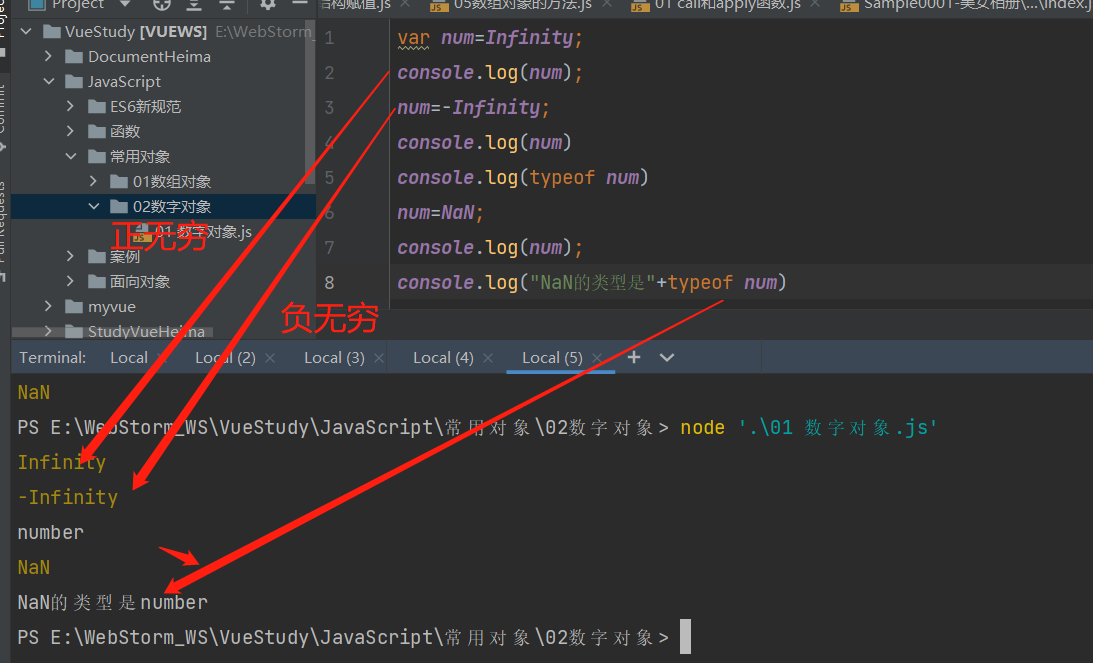 Project
结构赋值.js
05数组对象的方法.js
01 call和apply函数.js
Sample0001-美女相册\...\index.j
VueStudy [VUEWS] E:\WebStorm_
DocumentHeima
JavaScript
ES6新规范
函数
常用对象
01数组对象
02数字对象
01 数字对象.js
案例
面向对象
myvue
StudyVueHeima
Commit
Pull Requests
1 var num=Infinity;
2 console.log(num);
3 num=-Infinity;
4 console.log(num)
5 console.log(typeof num)
6 num=NaN;
7 console.log(num);
8 console.log("NaN的类型是"+typeof num)
正无穷
负无穷
Terminal: Local Local (2) Local (3) Local (4) Local (5)
NaN
PS E:\WebStorm_WS\VueStudy\JavaScript\常用对象\02数字对象> node '.\01 数字对象.js'
Infinity
-Infinity
number
NaN
NaN的类型是number
PS E:\WebStorm_WS\VueStudy\JavaScript\常用对象\02数字对象>